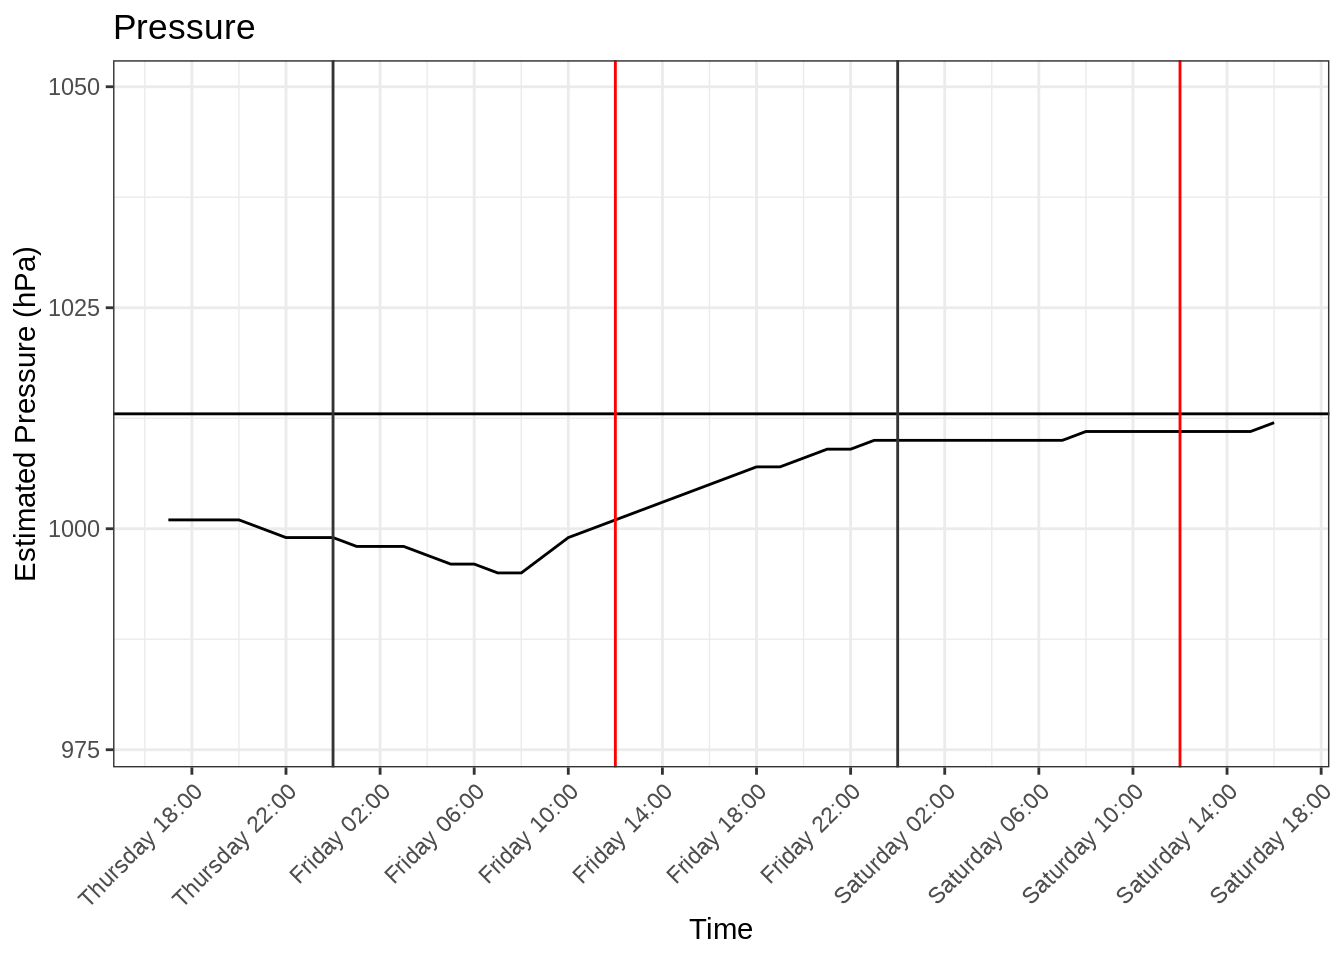 Pressure
Estimated Pressure (hPa)
1050
1025
1000
975
Thursday 18:00
Thursday 22:00
Friday 02:00
Friday 06:00
Friday 10:00
Friday 14:00
Friday 18:00
Friday 22:00
Saturday 02:00
Saturday 06:00
Saturday 10:00
Saturday 14:00
Saturday 18:00
Time